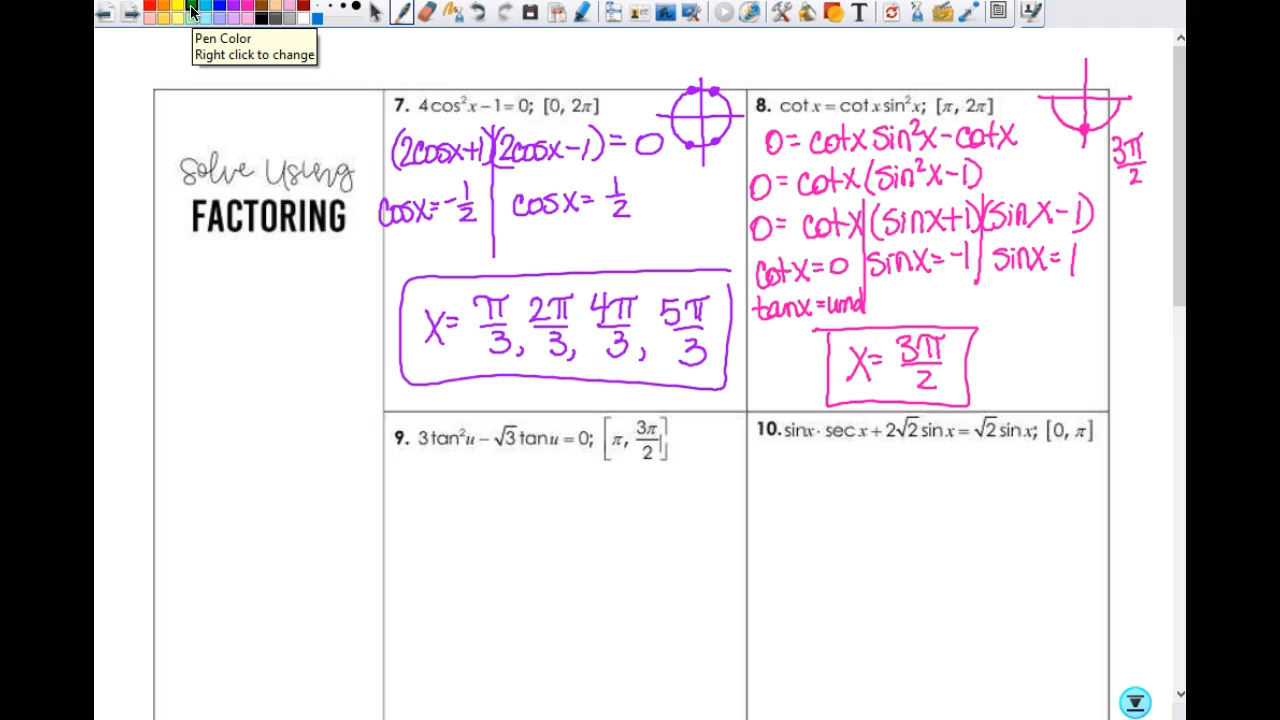 Pen Color
Right click to change
Solve Using
FACTORING
7. 4cos²x−1=0; [0, 2π]
(2cosx+1)(2cosx−1)=0
cosx=-1/2 cosx=1/2
x= π/3, 2π/3, 4π/3, 5π/3
8. cot x = cot x sin²x; [π, 2π]
0=cotx sin²x−cotx
3π/2
0=cotx(sin²x−1)
0=cotx(sinx+1)(sinx−1)
cotx=0 sinx=-1 sinx=1
tanx=und
x= 3π/2
9. 3tan²u − √3 tan u = 0; [π, 3π/2]
10. sinx· sec x + 2√2 sin x = √2 sin x; [0, π]
T